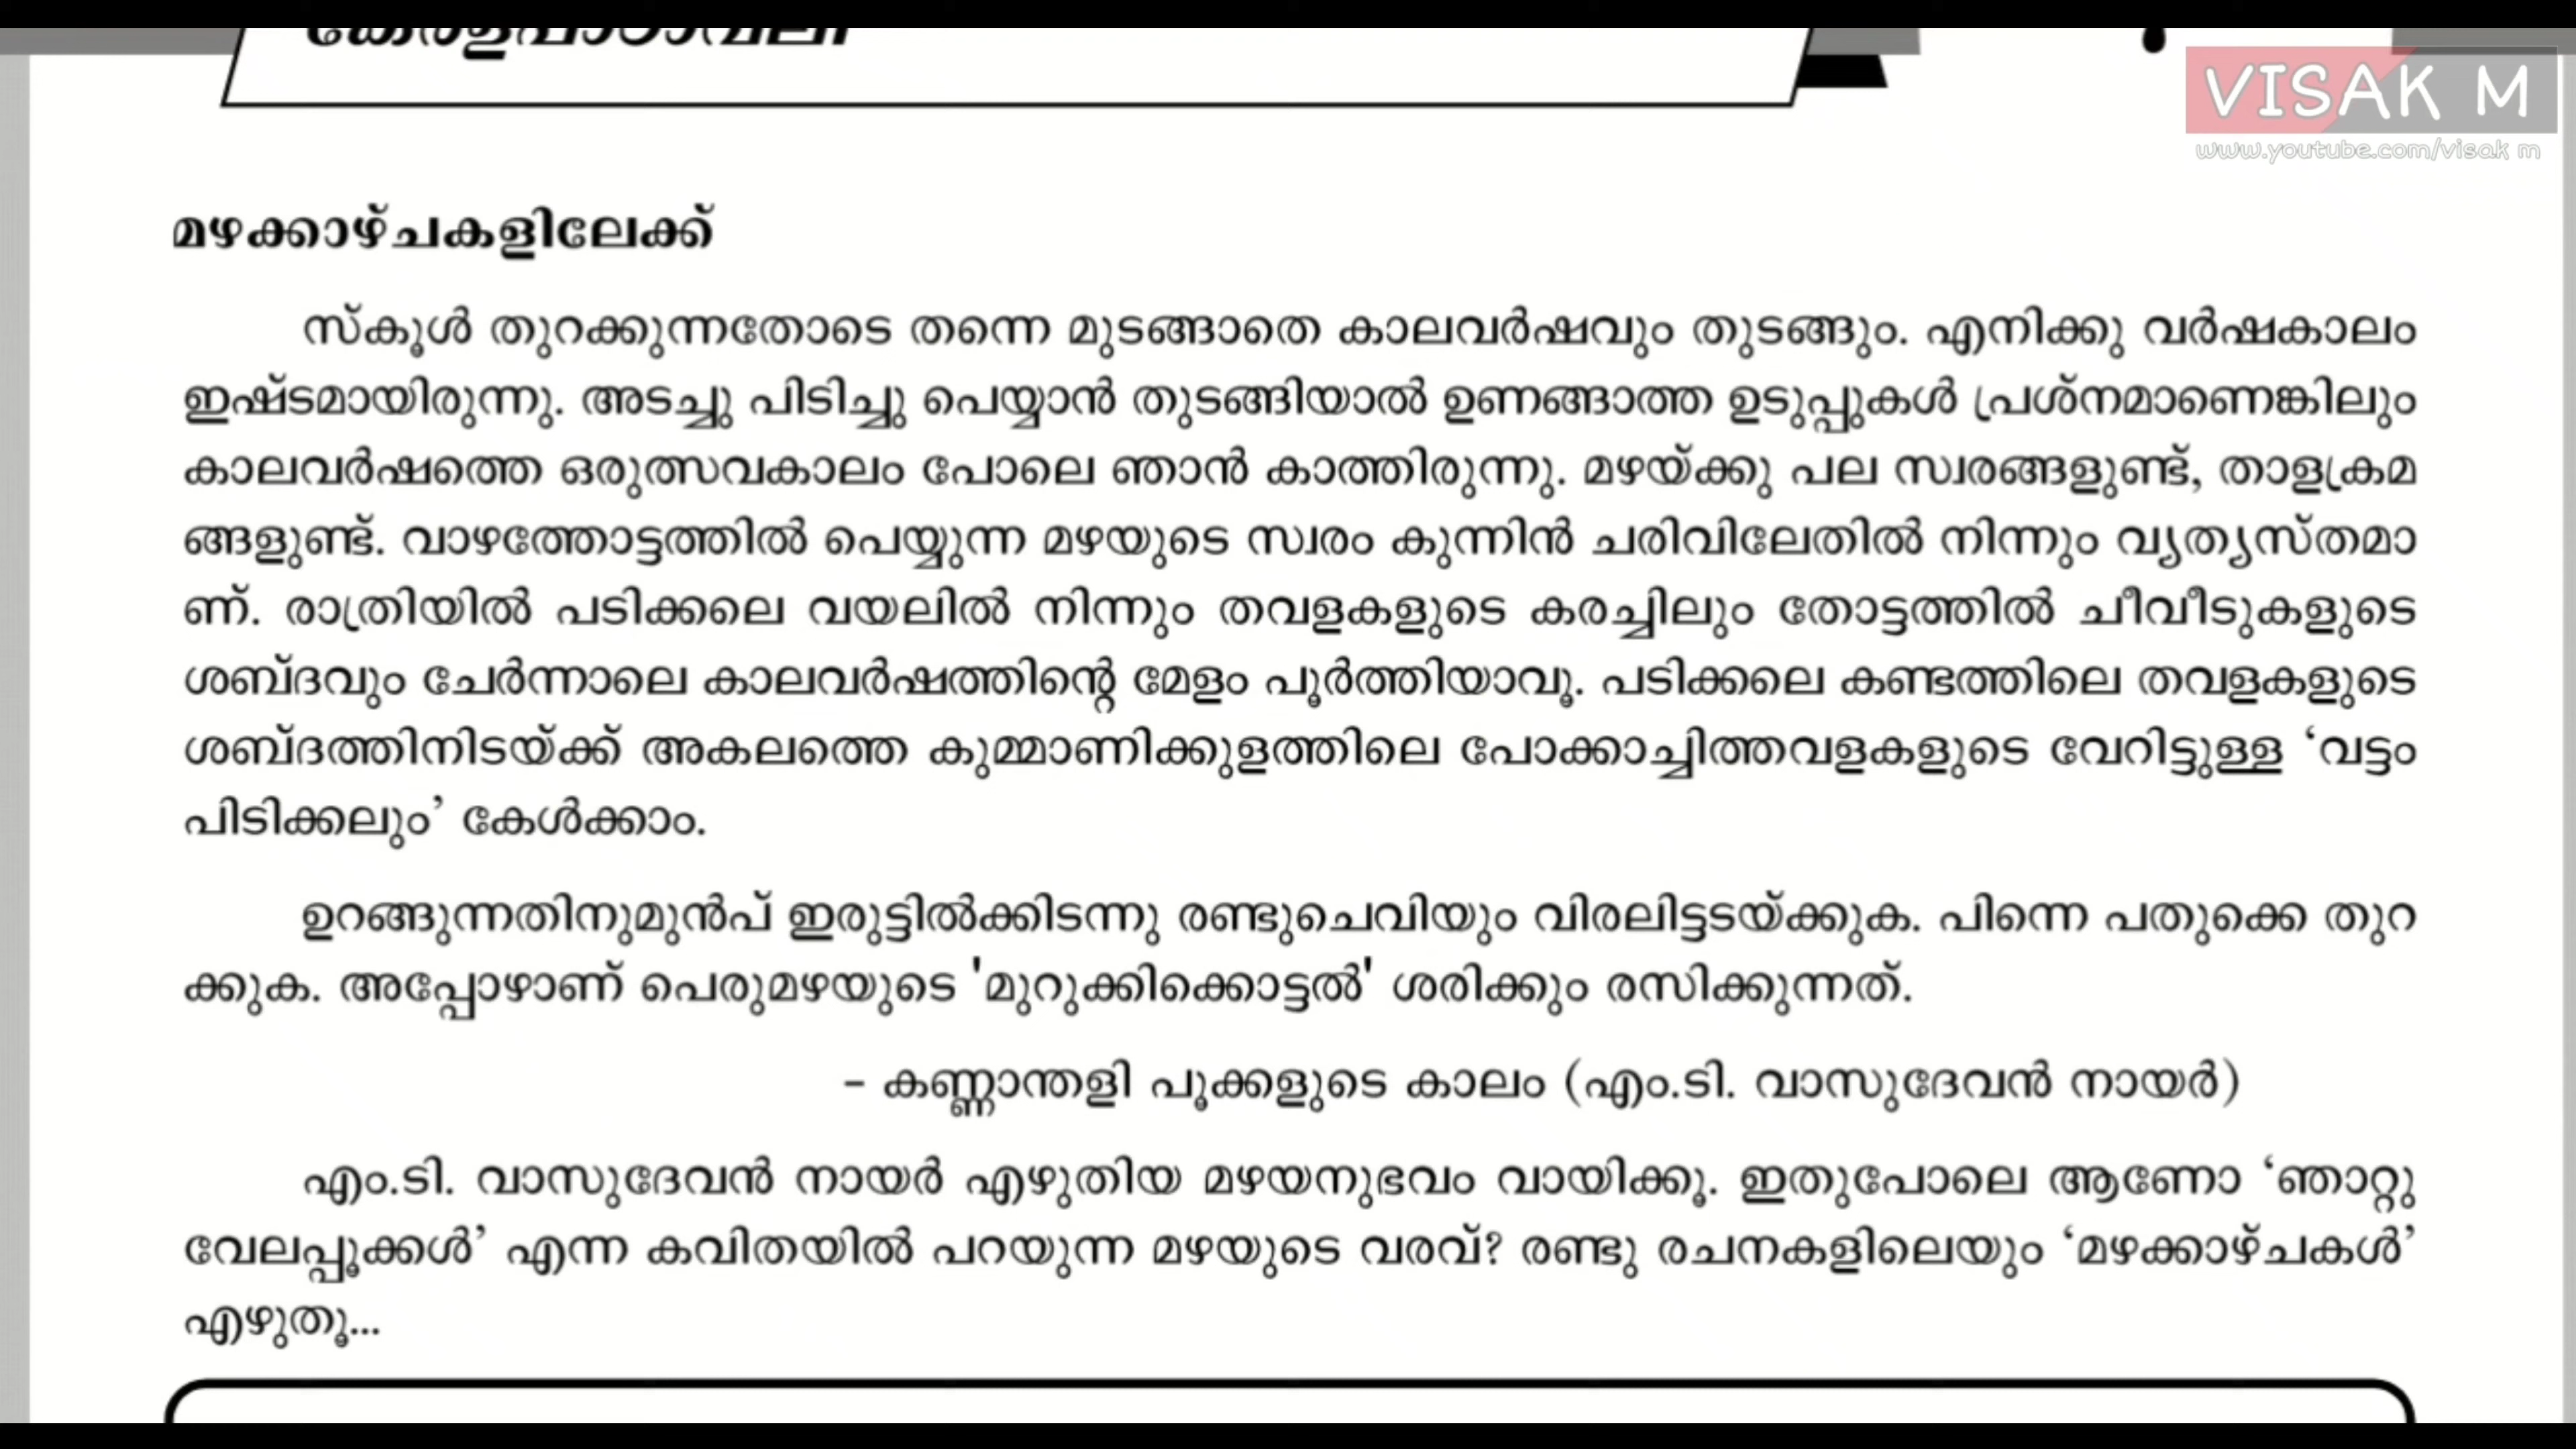 കേരളപാഠാവലി
VISAK M
www.youtube.com/visak m
മഴക്കാഴ്ചകളിലേക്ക്
സ്കൂൾ തുറക്കുന്നതോടെ തന്നെ മുടങ്ങാതെ കാലവർഷവും തുടങ്ങും. എനിക്കു വർഷകാലം
ഇഷ്ടമായിരുന്നു. അടച്ചു പിടിച്ചു പെയ്യാൻ തുടങ്ങിയാൽ ഉണങ്ങാത്ത ഉടുപ്പുകൾ പ്രശ്നമാണെങ്കിലും
കാലവർഷത്തെ ഒരുത്സവകാലം പോലെ ഞാൻ കാത്തിരുന്നു. മഴയ്ക്കു പല സ്വരങ്ങളുണ്ട്, താളക്രമ
ങ്ങളുണ്ട്. വാഴത്തോട്ടത്തിൽ പെയ്യുന്ന മഴയുടെ സ്വരം കുന്നിൻ ചരിവിലേതിൽ നിന്നും വ്യത്യസ്തമാ
ണ്. രാത്രിയിൽ പടിക്കലെ വയലിൽ നിന്നും തവളകളുടെ കരച്ചിലും തോട്ടത്തിൽ ചീവീടുകളുടെ
ശബ്ദവും ചേർന്നാലെ കാലവർഷത്തിന്റെ മേളം പൂർത്തിയാവൂ. പടിക്കലെ കണ്ടത്തിലെ തവളകളുടെ
ശബ്ദത്തിനിടയ്ക്ക് അകലത്തെ കുമ്മാണിക്കുളത്തിലെ പോക്കാച്ചിത്തവളകളുടെ വേറിട്ടുള്ള ‘വട്ടം
പിടിക്കലും’ കേൾക്കാം.
ഉറങ്ങുന്നതിനുമുൻപ് ഇരുട്ടിൽക്കിടന്നു രണ്ടുചെവിയും വിരലിട്ടടയ്ക്കുക. പിന്നെ പതുക്കെ തുറ
ക്കുക. അപ്പോഴാണ് പെരുമഴയുടെ 'മുറുക്കിക്കൊട്ടൽ' ശരിക്കും രസിക്കുന്നത്.
– കണ്ണാന്തളി പൂക്കളുടെ കാലം (എം.ടി. വാസുദേവൻ നായർ)
എം.ടി. വാസുദേവൻ നായർ എഴുതിയ മഴയനുഭവം വായിക്കൂ. ഇതുപോലെ ആണോ ‘ഞാറ്റു
വേലപ്പൂക്കൾ’ എന്ന കവിതയിൽ പറയുന്ന മഴയുടെ വരവ്? രണ്ടു രചനകളിലെയും ‘മഴക്കാഴ്ചകൾ’
എഴുതൂ...